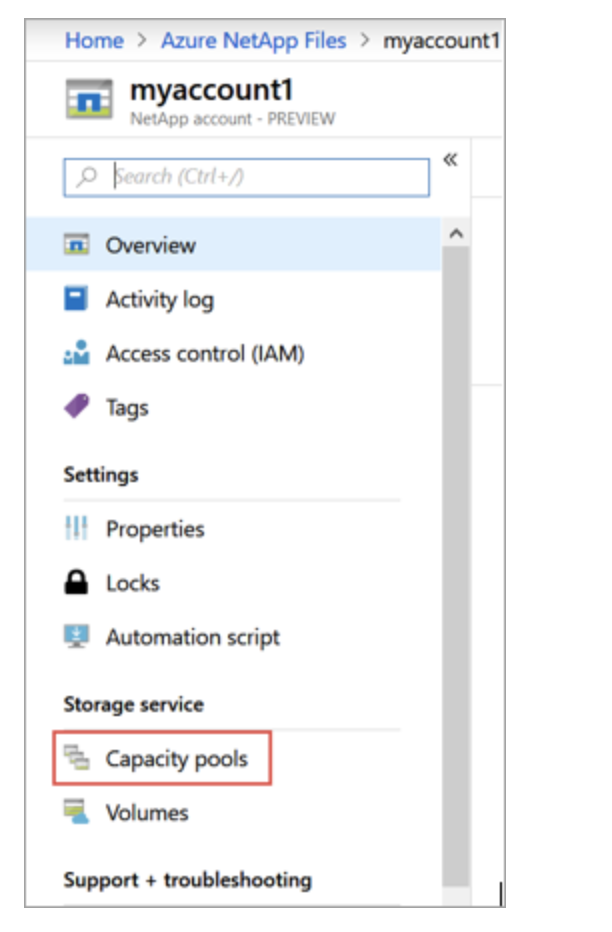 Home > Azure NetApp Files > myaccount1
myaccount1
NetApp account - PREVIEW
Search (Ctrl+/)
«
Overview
Activity log
Access control (IAM)
Tags
Settings
Properties
Locks
Automation script
Storage service
Capacity pools
Volumes
Support + troubleshooting